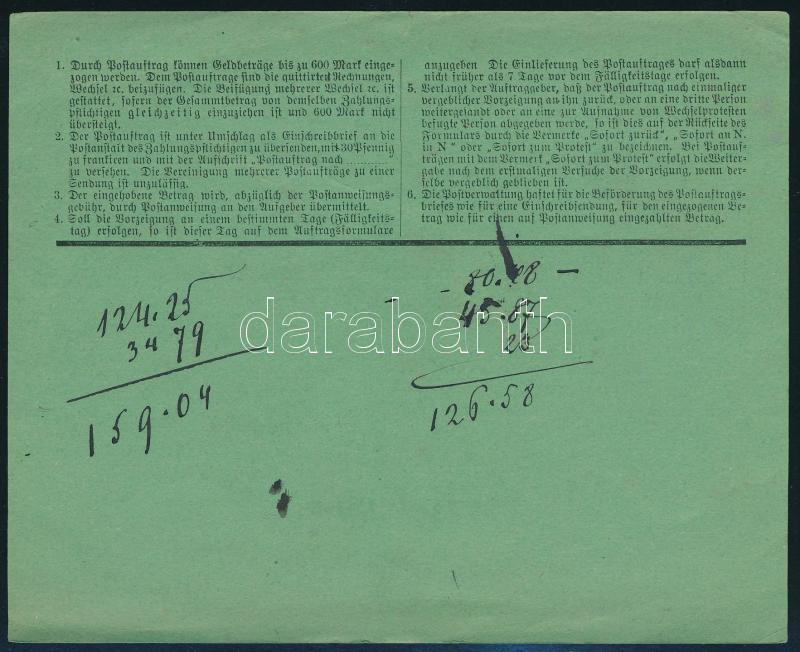 1. Durch Postauftrag können Geldbeträge bis zu 600 Mark einge-
zogen werden. Dem Postauftrage sind die quittirten Rechnungen,
Wechsel ꝛc. beizufügen. Die Beifügung mehrerer Wechsel ꝛc. ist
gestattet, sofern der Gesammtbetrag von demselben Zahlungs-
pflichtigen gleichzeitig einzuziehen ist und 600 Mark nicht
übersteigt.
2. Der Postauftrag ist unter Umschlag als Einschreibbrief an die
Postanstalt des Zahlungspflichtigen zu übersenden, mit 30 Pfennig
zu frankiren und mit der Aufschrift „Postauftrag nach ..........
zu versehen. Die Vereinigung mehrerer Postaufträge zu einer
Sendung ist unzulässig.
3. Der eingehobene Betrag wird, abzüglich der Postanweisungs-
gebühr, durch Postanweisung an den Aufgeber übermittelt.
4. Soll die Vorzeigung an einem bestimmten Tage (Fälligkeits-
tag) erfolgen, so ist dieser Tag auf dem Auftragsformulare
anzugeben Die Einlieferung des Postauftrages darf alsdann
nicht früher als 7 Tage vor dem Fälligkeitstage erfolgen.
5. Verlangt der Auftraggeber, daß der Postauftrag nach einmaliger
vergeblicher Vorzeigung an ihn zurück, oder an eine dritte Person
weitergesandt oder an eine zur Aufnahme von Wechselprotesten
befugte Person abgegeben werde, so ist dies auf der Rückseite des
Formulars durch die Vermerke „Sofort zurück", „Sofort an N.
in N" oder „Sofort zum Protest" zu bezeichnen. Bei Postauf-
trägen mit dem Vermerk „Sofort zum Protest" erfolgt die Weiter-
gabe nach dem erstmaligen Versuche der Vorzeigung, wenn der-
selbe vergeblich geblieben ist.
6. Die Postverwaltung haftet für die Beförderung des Postauftrags-
briefes wie für eine Einschreibsendung, für den eingezogenen Be-
trag wie für einen auf Postanweisung eingezahlten Betrag.
124.25
34 79
159.04
45.87
126.58
darabanth